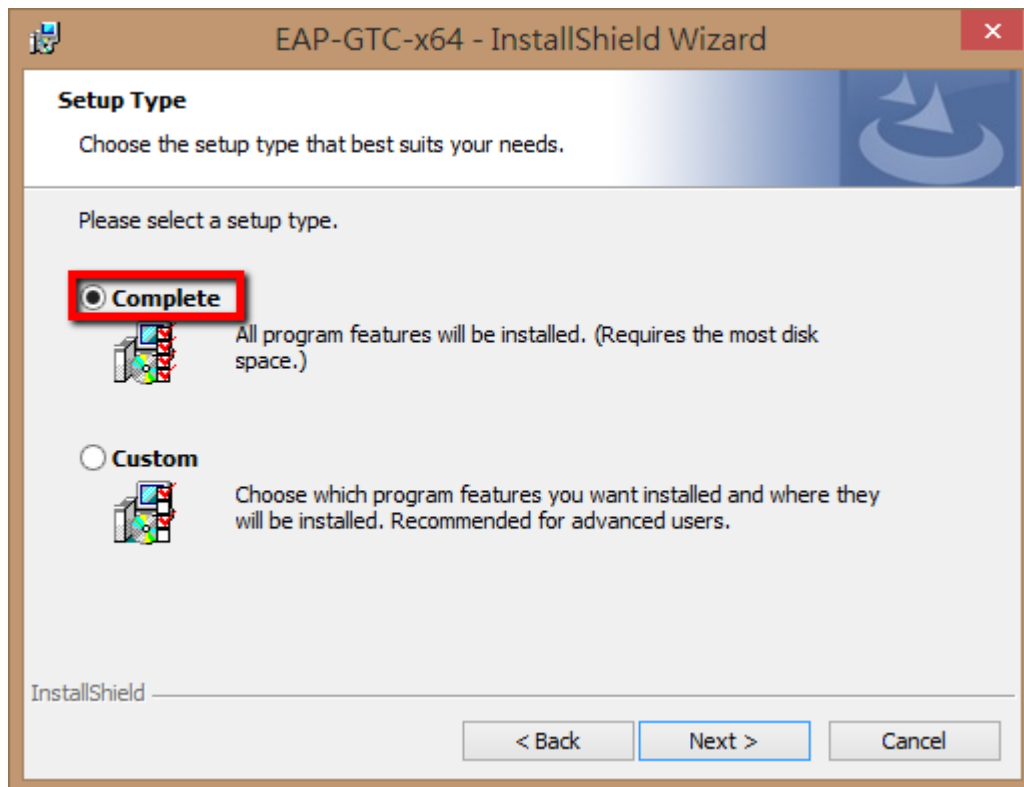 EAP-GTC-x64 - InstallShield Wizard
Setup Type
Choose the setup type that best suits your needs.
Please select a setup type.
Complete
All program features will be installed. (Requires the most disk
space.)
Custom
Choose which program features you want installed and where they
will be installed. Recommended for advanced users.
InstallShield
< Back
Next >
Cancel